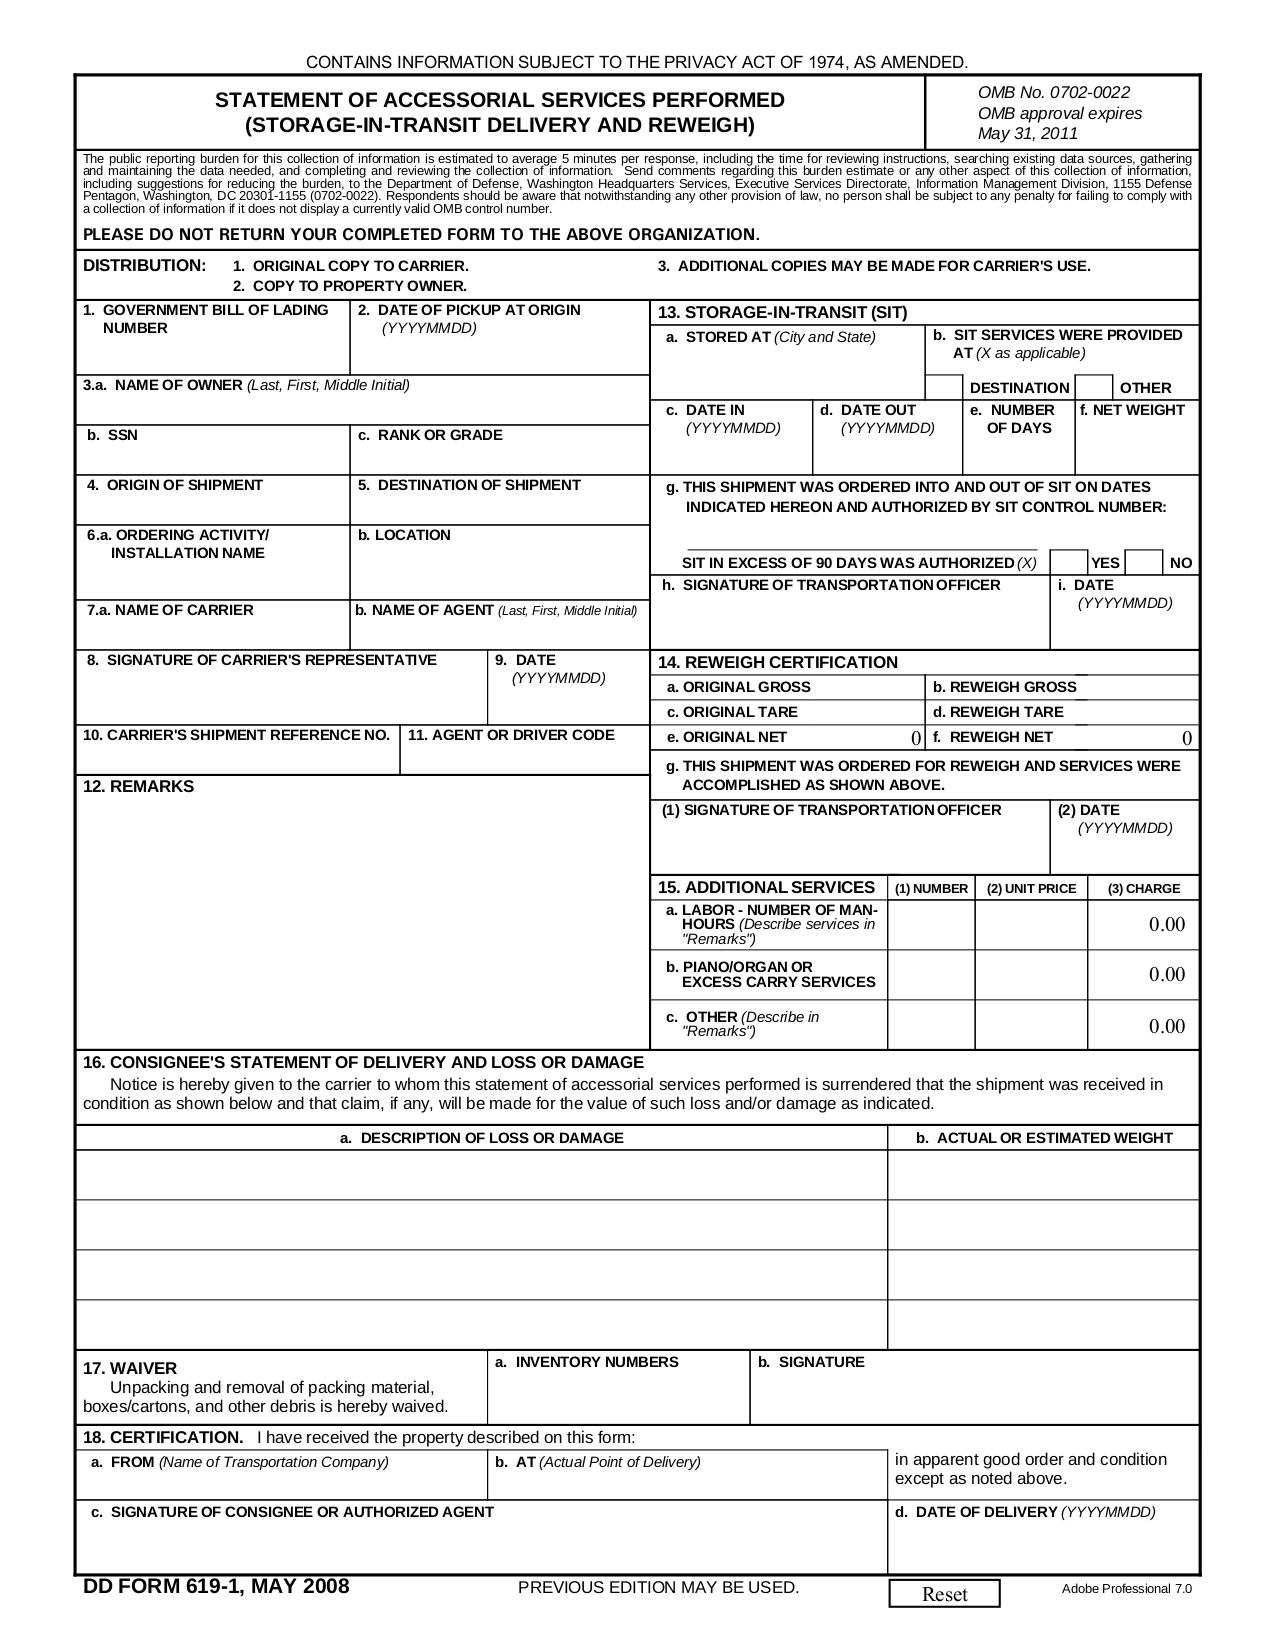 CONTAINS INFORMATION SUBJECT TO THE PRIVACY ACT OF 1974, AS AMENDED.
STATEMENT OF ACCESSORIAL SERVICES PERFORMED
(STORAGE-IN-TRANSIT DELIVERY AND REWEIGH)
OMB No. 0702-0022
OMB approval expires
May 31, 2011
The public reporting burden for this collection of information is estimated to average 5 minutes per response, including the time for reviewing instructions, searching existing data sources, gathering
and maintaining the data needed, and completing and reviewing the collection of information. Send comments regarding this burden estimate or any other aspect of this collection of information,
including suggestions for reducing the burden, to the Department of Defense, Washington Headquarters Services, Executive Services Directorate, Information Management Division, 1155 Defense
Pentagon, Washington, DC 20301-1155 (0702-0022). Respondents should be aware that notwithstanding any other provision of law, no person shall be subject to any penalty for failing to comply with
a collection of information if it does not display a currently valid OMB control number.
PLEASE DO NOT RETURN YOUR COMPLETED FORM TO THE ABOVE ORGANIZATION.
DISTRIBUTION: 1. ORIGINAL COPY TO CARRIER. 3. ADDITIONAL COPIES MAY BE MADE FOR CARRIER'S USE.
2. COPY TO PROPERTY OWNER.
1. GOVERNMENT BILL OF LADING
NUMBER
2. DATE OF PICKUP AT ORIGIN
(YYYYMMDD)
3.a. NAME OF OWNER (Last, First, Middle Initial)
b. SSN
c. RANK OR GRADE
4. ORIGIN OF SHIPMENT
5. DESTINATION OF SHIPMENT
6.a. ORDERING ACTIVITY/
INSTALLATION NAME
b. LOCATION
7.a. NAME OF CARRIER
b. NAME OF AGENT (Last, First, Middle Initial)
8. SIGNATURE OF CARRIER'S REPRESENTATIVE
9. DATE
(YYYYMMDD)
10. CARRIER'S SHIPMENT REFERENCE NO.
11. AGENT OR DRIVER CODE
12. REMARKS
13. STORAGE-IN-TRANSIT (SIT)
a. STORED AT (City and State)
b. SIT SERVICES WERE PROVIDED
AT (X as applicable)
DESTINATION
OTHER
c. DATE IN
(YYYYMMDD)
d. DATE OUT
(YYYYMMDD)
e. NUMBER
OF DAYS
f. NET WEIGHT
g. THIS SHIPMENT WAS ORDERED INTO AND OUT OF SIT ON DATES
INDICATED HEREON AND AUTHORIZED BY SIT CONTROL NUMBER:
SIT IN EXCESS OF 90 DAYS WAS AUTHORIZED (X) YES NO
h. SIGNATURE OF TRANSPORTATION OFFICER
i. DATE
(YYYYMMDD)
14. REWEIGH CERTIFICATION
a. ORIGINAL GROSS
b. REWEIGH GROSS
c. ORIGINAL TARE
d. REWEIGH TARE
e. ORIGINAL NET 0
f. REWEIGH NET 0
g. THIS SHIPMENT WAS ORDERED FOR REWEIGH AND SERVICES WERE
ACCOMPLISHED AS SHOWN ABOVE.
(1) SIGNATURE OF TRANSPORTATION OFFICER
(2) DATE
(YYYYMMDD)
15. ADDITIONAL SERVICES (1) NUMBER (2) UNIT PRICE (3) CHARGE
a. LABOR - NUMBER OF MAN-
HOURS (Describe services in
"Remarks")
0.00
b. PIANO/ORGAN OR
EXCESS CARRY SERVICES
0.00
c. OTHER (Describe in
"Remarks")
0.00
16. CONSIGNEE'S STATEMENT OF DELIVERY AND LOSS OR DAMAGE
Notice is hereby given to the carrier to whom this statement of accessorial services performed is surrendered that the shipment was received in
condition as shown below and that claim, if any, will be made for the value of such loss and/or damage as indicated.
a. DESCRIPTION OF LOSS OR DAMAGE
b. ACTUAL OR ESTIMATED WEIGHT
17. WAIVER
Unpacking and removal of packing material,
boxes/cartons, and other debris is hereby waived.
a. INVENTORY NUMBERS
b. SIGNATURE
18. CERTIFICATION. I have received the property described on this form:
a. FROM (Name of Transportation Company)
b. AT (Actual Point of Delivery)
in apparent good order and condition
except as noted above.
c. SIGNATURE OF CONSIGNEE OR AUTHORIZED AGENT
d. DATE OF DELIVERY (YYYYMMDD)
DD FORM 619-1, MAY 2008
PREVIOUS EDITION MAY BE USED.
Reset
Adobe Professional 7.0